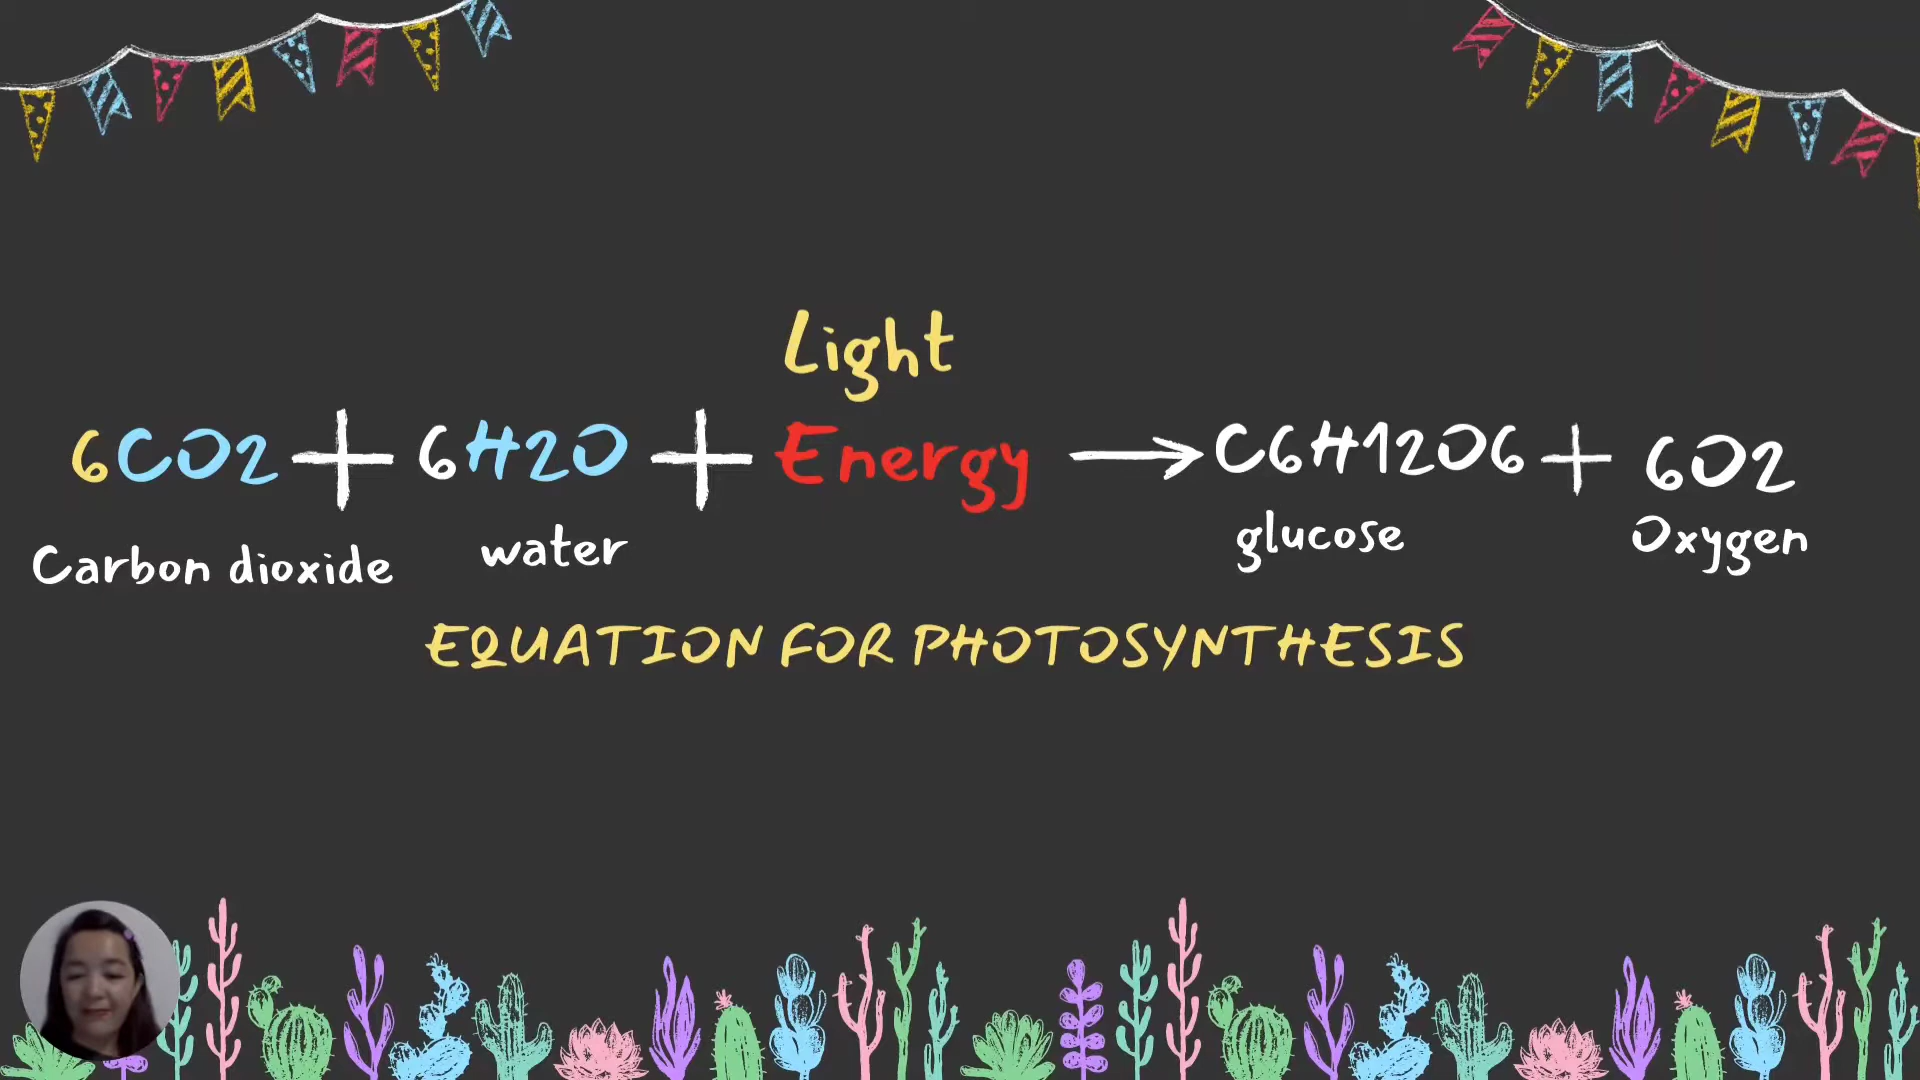 Light
6CO2 + 6H2O + Energy → C6H12O6 + 6O2
Carbon dioxide water glucose Oxygen
EQUATION FOR PHOTOSYNTHESIS